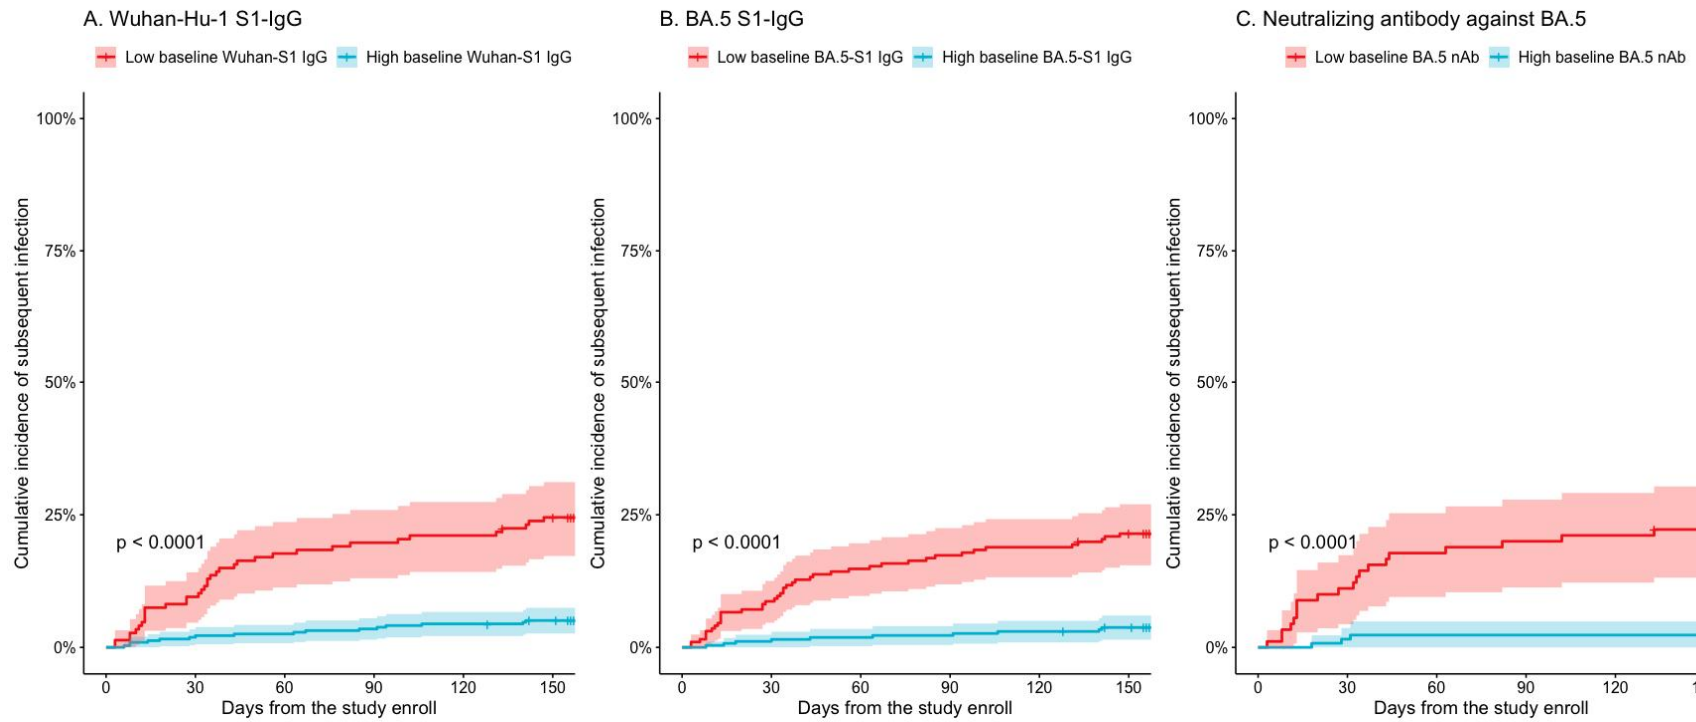 A. Wuhan-Hu-1 S1-IgG
Low baseline Wuhan-S1 IgG High baseline Wuhan-S1 IgG
Cumulative incidence of subsequent infection
100%
75%
50%
25%
0%
p < 0.0001
0 30 60 90 120 150
Days from the study enroll
B. BA.5 S1-IgG
Low baseline BA.5-S1 IgG High baseline BA.5-S1 IgG
Cumulative incidence of subsequent infection
100%
75%
50%
25%
0%
p < 0.0001
0 30 60 90 120 150
Days from the study enroll
C. Neutralizing antibody against BA.5
Low baseline BA.5 nAb High baseline BA.5 nAb
Cumulative incidence of subsequent infection
100%
75%
50%
25%
0%
p < 0.0001
0 30 60 90 120
Days from the study enroll